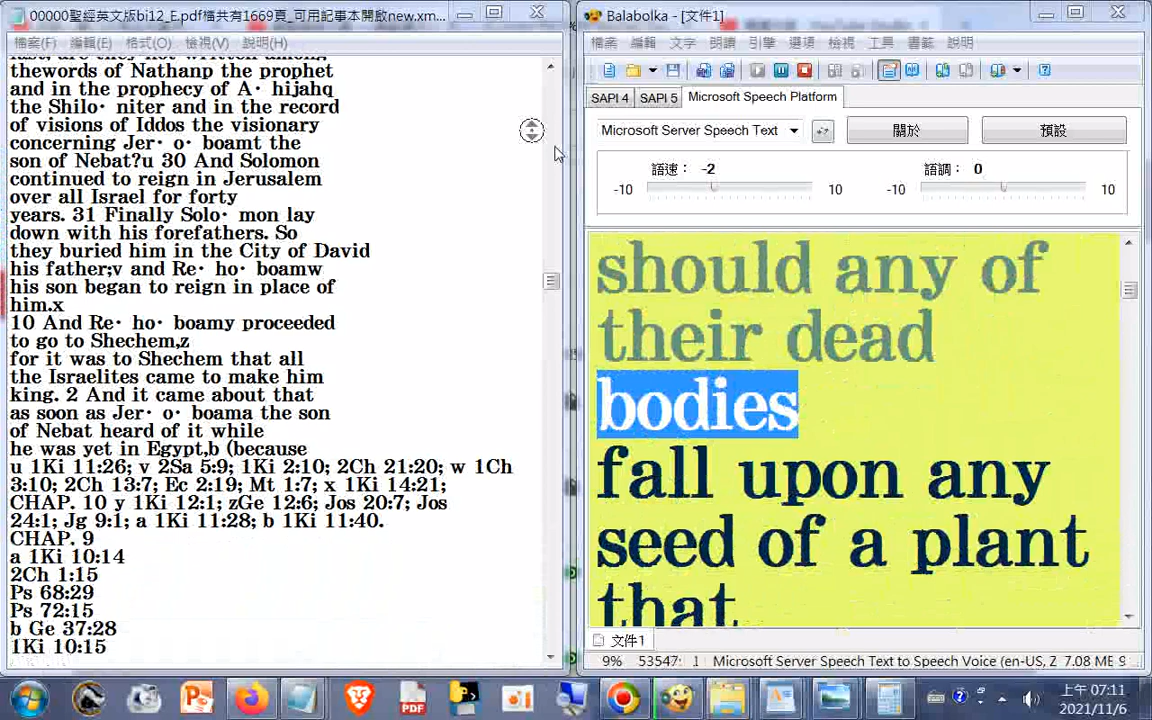 00000聖經英文版bi12_E.pdf檔共有1669頁_可用記事本開啟new.xm...
檔案(F) 編輯(E) 格式(O) 檢視(V) 說明(H)
last, are they not written among
thewords of Nathanp the prophet
and in the prophecy of A· hijahq
the Shilo· niter and in the record
of visions of Iddos the visionary
concerning Jer· o· boamt the
son of Nebat?u 30 And Solomon
continued to reign in Jerusalem
over all Israel for forty
years. 31 Finally Solo· mon lay
down with his forefathers. So
they buried him in the City of David
his father;v and Re· ho· boamw
his son began to reign in place of
him.x
10 And Re· ho· boamy proceeded
to go to Shechem,z
for it was to Shechem that all
the Israelites came to make him
king. 2 And it came about that
as soon as Jer· o· boama the son
of Nebat heard of it while
he was yet in Egypt,b (because
u 1Ki 11:26; v 2Sa 5:9; 1Ki 2:10; 2Ch 21:20; w 1Ch
3:10; 2Ch 13:7; Ec 2:19; Mt 1:7; x 1Ki 14:21;
CHAP. 10 y 1Ki 12:1; zGe 12:6; Jos 20:7; Jos
24:1; Jg 9:1; a 1Ki 11:28; b 1Ki 11:40.
CHAP. 9
a 1Ki 10:14
2Ch 1:15
Ps 68:29
Ps 72:15
b Ge 37:28
1Ki 10:15
Balabolka - [文件1]
檔案 編輯 文字 朗讀 引擎 選項 檢視 工具 書籤 說明
SAPI 4 SAPI 5 Microsoft Speech Platform
Microsoft Server Speech Text 關於 預設
語速: -2 語調: 0
-10 10 -10 10
should any of
their dead
bodies
fall upon any
seed of a plant
that
文件1
9% 53547: 1 Microsoft Server Speech Text to Speech Voice (en-US, Z 7.08 MB 9
PDF
上午 07:11
2021/11/6